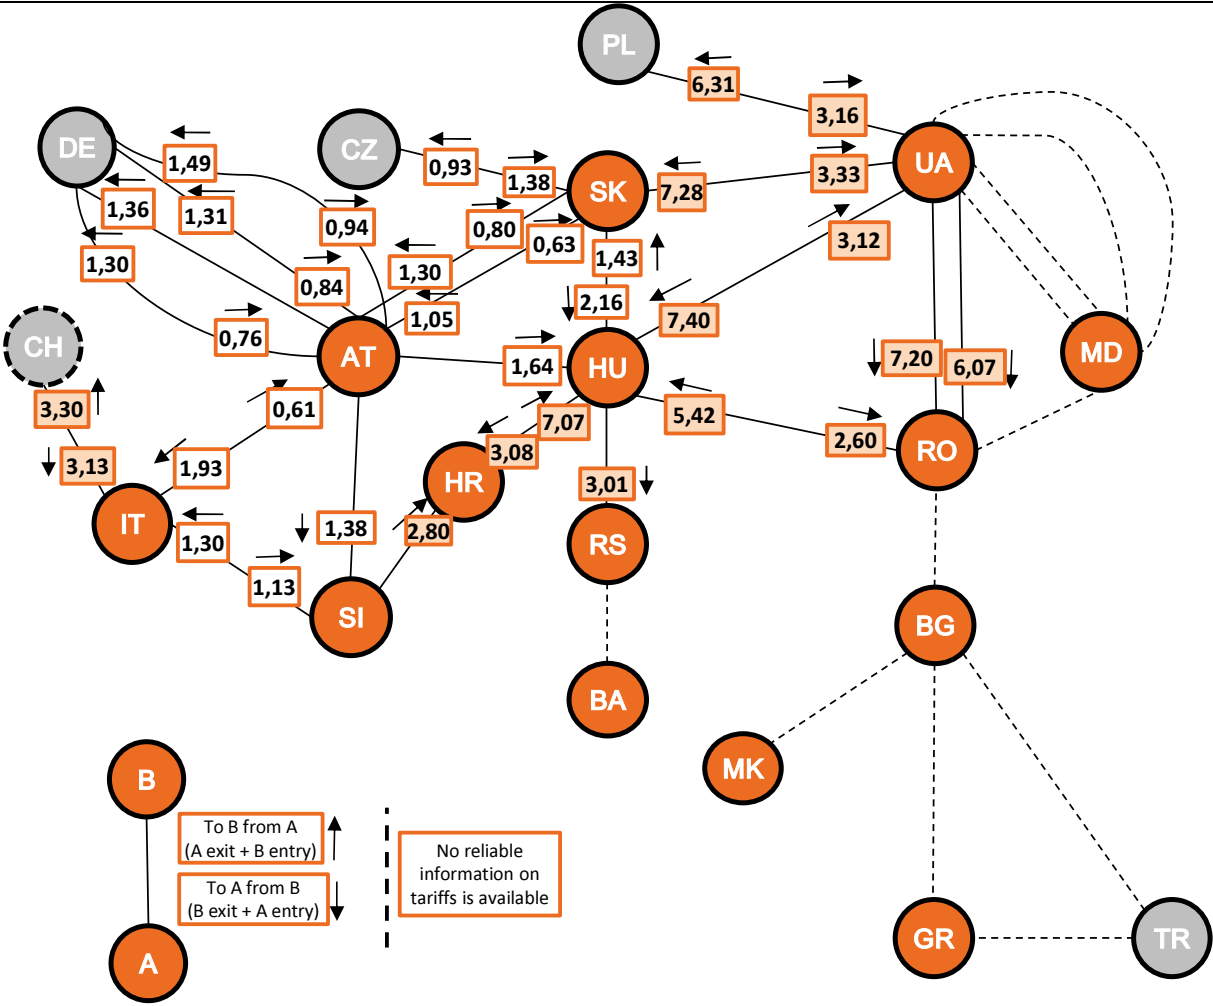 PL
6,31
3,16
DE
1,49
CZ
0,93
1,38
SK
7,28
3,33
UA
1,36
1,31
0,94
0,80
0,63
3,12
1,30
0,84
1,30
1,43
1,05
2,16
7,40
CH
0,76
AT
1,64
HU
7,20
6,07
MD
3,30
0,61
7,07
5,42
2,60
RO
3,13
1,93
3,08
HR
3,01
IT
1,30
1,38
2,80
RS
1,13
SI
BG
BA
MK
B
To B from A
(A exit + B entry)
To A from B
(B exit + A entry)
No reliable
information on
tariffs is available
A
GR
TR